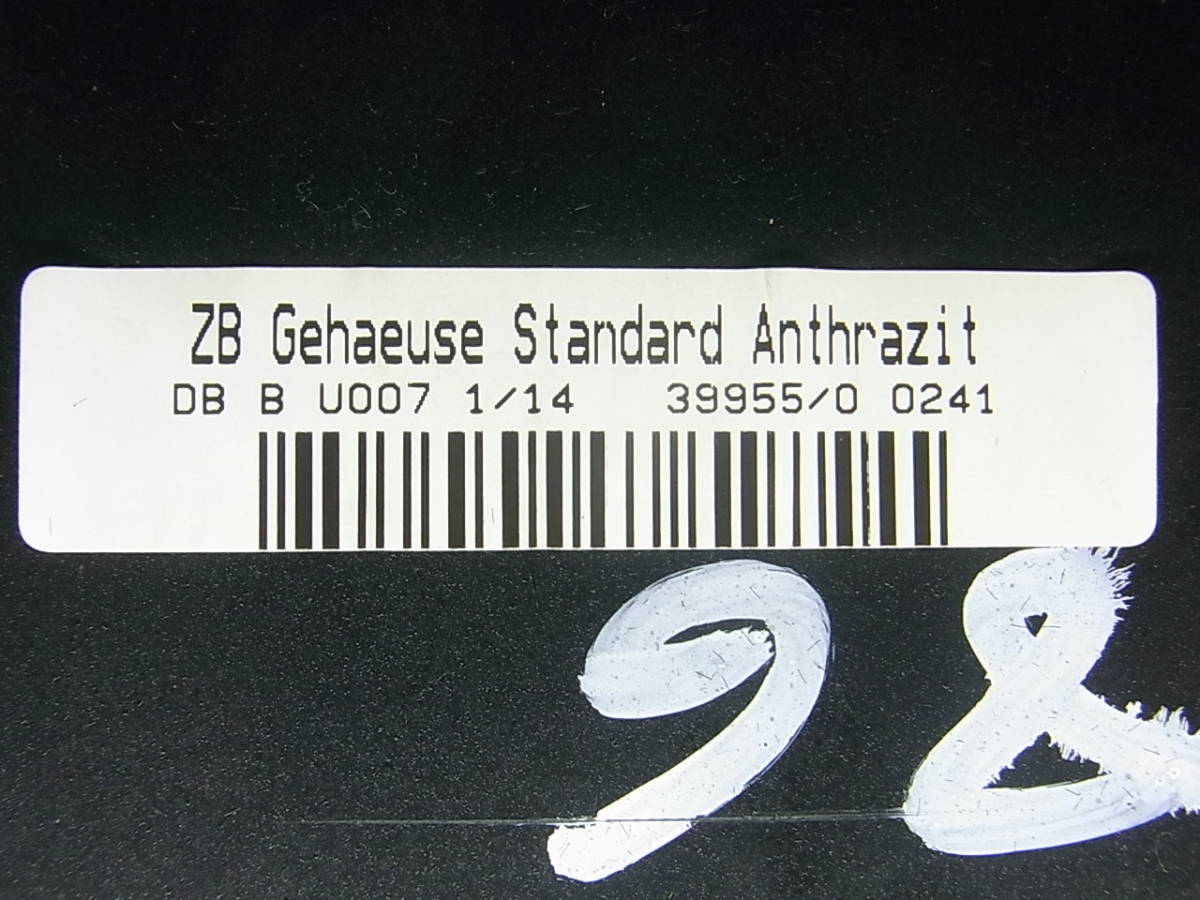 ZB Gehaeuse Standard Anthrazit
DB B U007 1/14 39955/0 0241
98